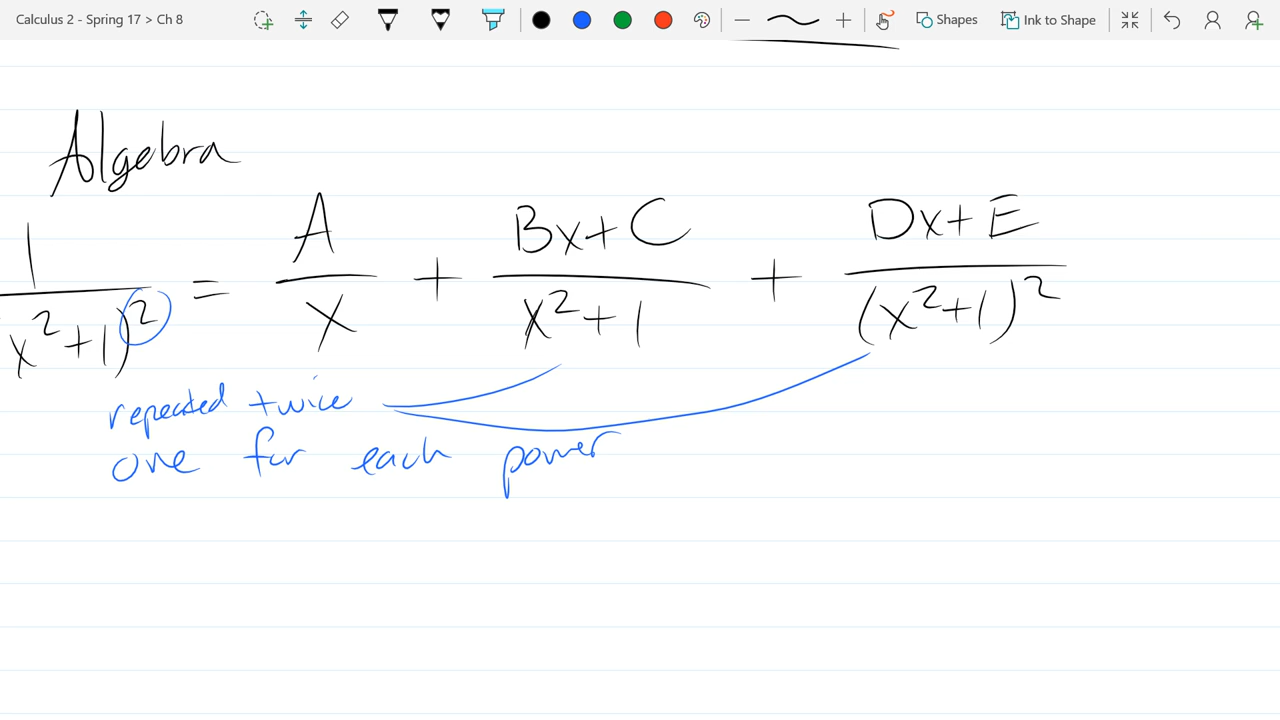 Calculus 2 - Spring 17 > Ch 8
Shapes
Ink to Shape
Algebra
1/(x²+1)² = A/x + (Bx+C)/(x²+1) + (Dx+E)/(x²+1)²
repeated twice
one for each power